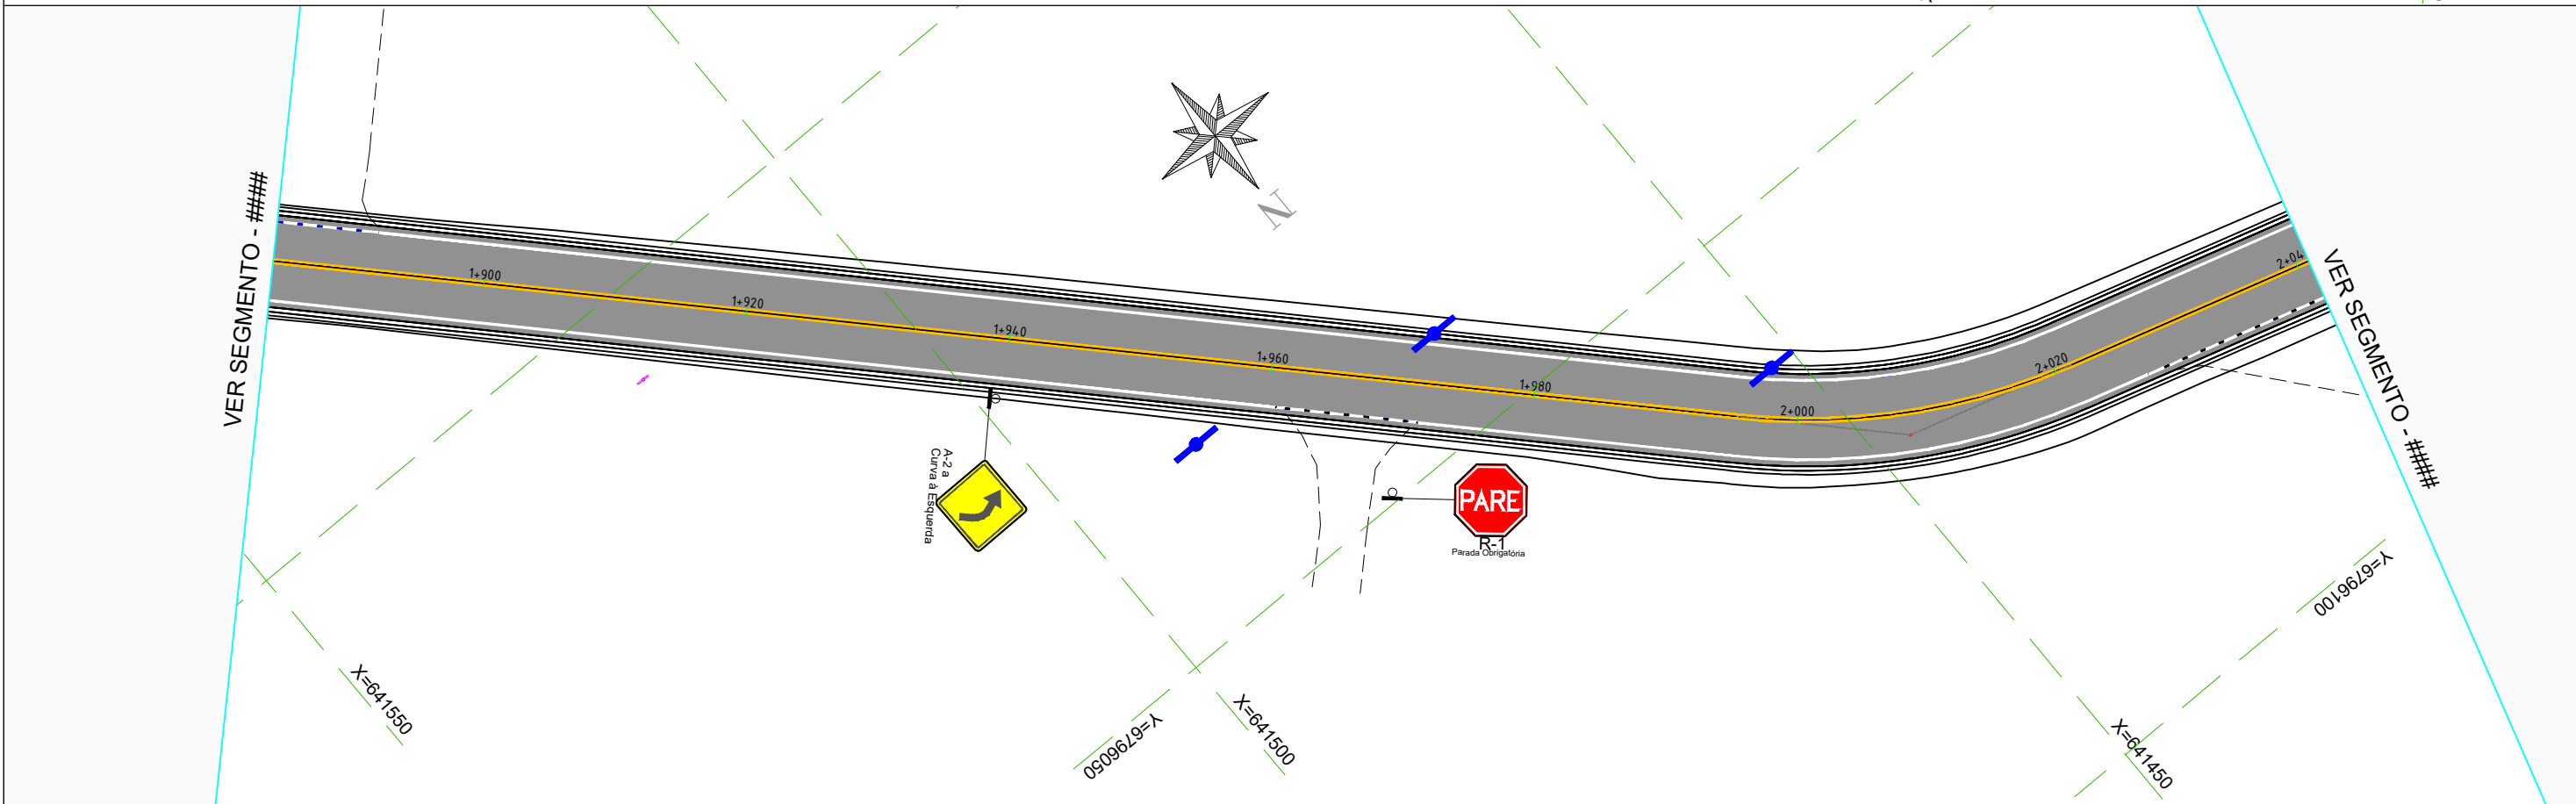 VER SEGMENTO - ####
1+900
1+920
1+940
1+960
1+980
2+000
2+020
2+04
N
VER SEGMENTO - ####
A-2 a
Curva à Esquerda
PARE
R-1
Parada Obrigatória
X=641550
Y=6796050
X=641500
Y=6796100
X=641450